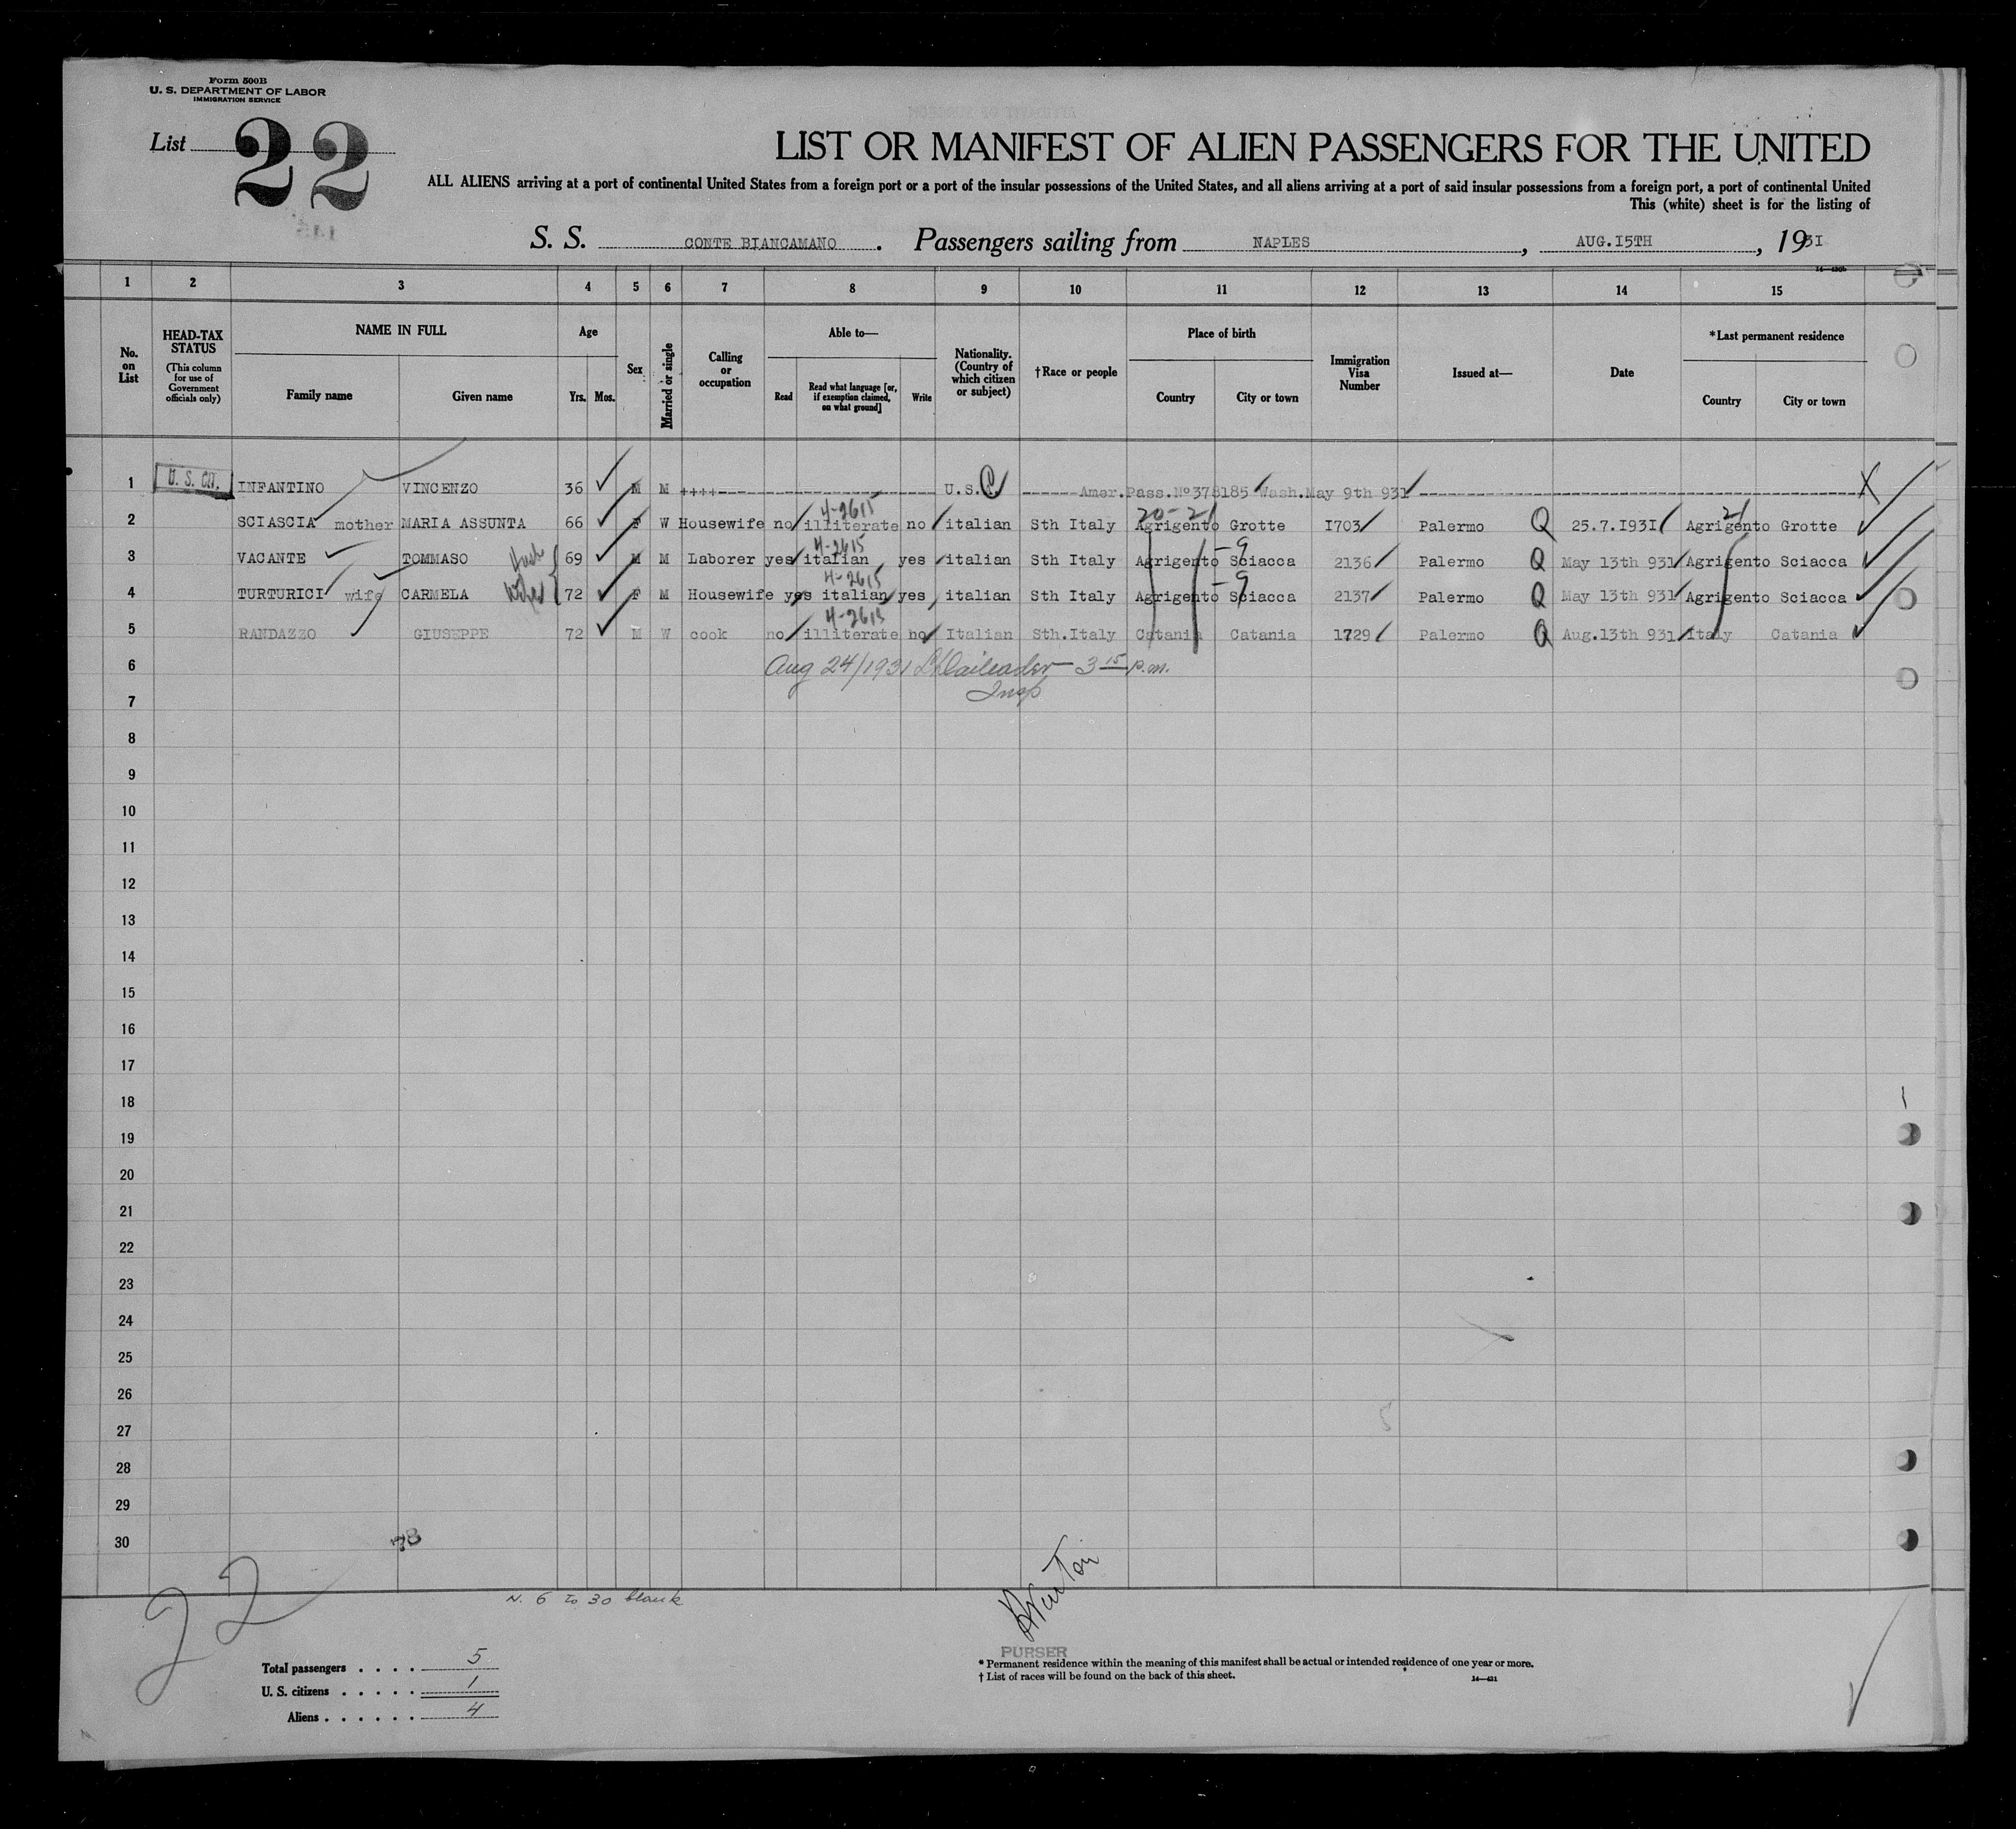 Form 500B
U. S. DEPARTMENT OF LABOR
IMMIGRATION SERVICE
List 22
LIST OR MANIFEST OF ALIEN PASSENGERS FOR THE UNITED
ALL ALIENS arriving at a port of continental United States from a foreign port or a port of the insular possessions of the United States, and all aliens arriving at a port of said insular possessions from a foreign port, a port of continental United
This (white) sheet is for the listing of
S. S. CONTE BIANCAMANO . Passengers sailing from NAPLES , AUG.I5TH , 1931
1 2 3 4 5 6 7 8 9 10 11 12 13 14 15
No. on List
HEAD-TAX STATUS
(This column for use of Government officials only)
NAME IN FULL
Family name Given name
Age
Yrs. Mos.
Sex
Married or single
Calling or occupation
Able to—
Read
Read what language [or, if exemption claimed, on what ground]
Write
Nationality. (Country of which citizen or subject)
†Race or people
Place of birth
Country City or town
Immigration Visa Number
Issued at—
Date
*Last permanent residence
Country City or town
1 U. S. CIT. INFANTINO VINCENZO 36 M M ++++ U.S. Amer.Pass.Nº378185 Wash.May 9th 931
4-2615 20-21 21
2 SCIASCIA mother MARIA ASSUNTA 66 F W Housewife no illiterate no italian Sth Italy Agrigento Grotte I703 Palermo Q 25.7.I93I Agrigento Grotte
4-2615 -9
3 VACANTE TOMMASO 69 M M Laborer yes italian yes italian Sth Italy Agrigento Sciacca 2136 Palermo Q May 13th 931 Agrigento Sciacca
4-2615 -9
4 TURTURICI wife CARMELA wife 72 F M Housewife yes italian yes italian Sth Italy Agrigento Sciacca 2137 Palermo Q May 13th 931 Agrigento Sciacca
4-2615
5 RANDAZZO GIUSEPPE 72 M W cook no illiterate no Italian Sth.Italy Catania Catania 1729 Palermo Q Aug.13th 931 Italy Catania
6 Aug 24/1931 3 15 p.m.
Insp
7
8
9
10
11
12
13
14
15
16
17
18
19
20
21
22
23
24
25
26
27
28
29
30
78
22
N. 6 to 30 blank
PURSER
Total passengers . . . . 5
U. S. citizens . . . . . 1
Aliens . . . . . . 4
* Permanent residence within the meaning of this manifest shall be actual or intended residence of one year or more.
† List of races will be found on the back of this sheet.
14—421